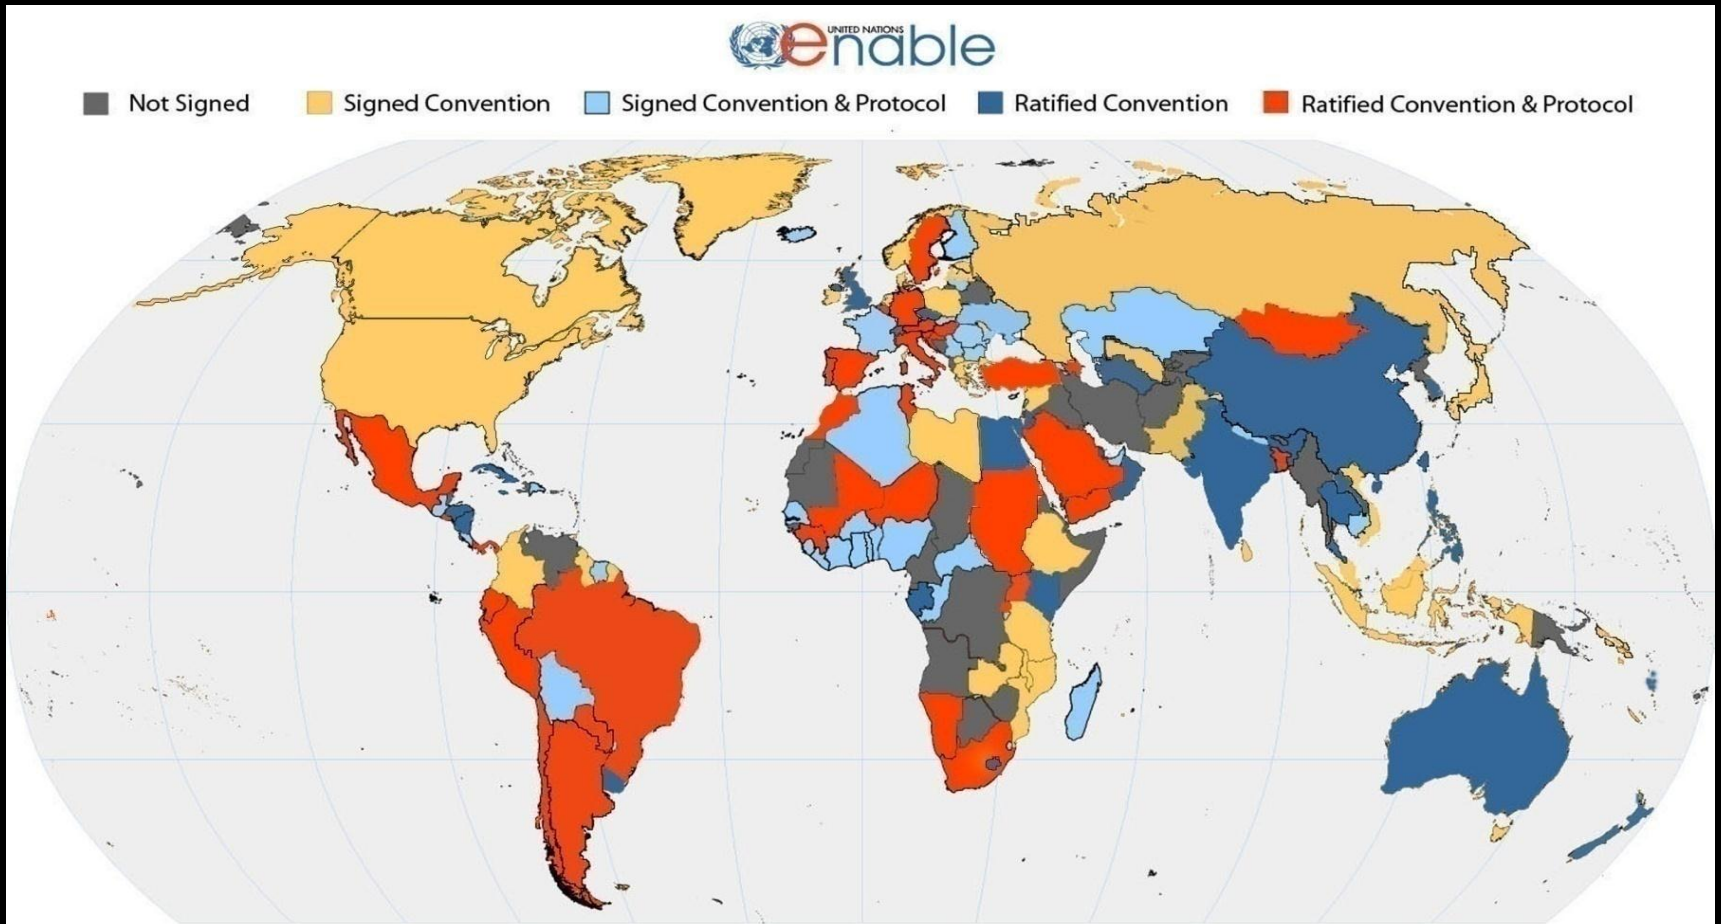 UNITED NATIONS
enable
Not Signed
Signed Convention
Signed Convention & Protocol
Ratified Convention
Ratified Convention & Protocol